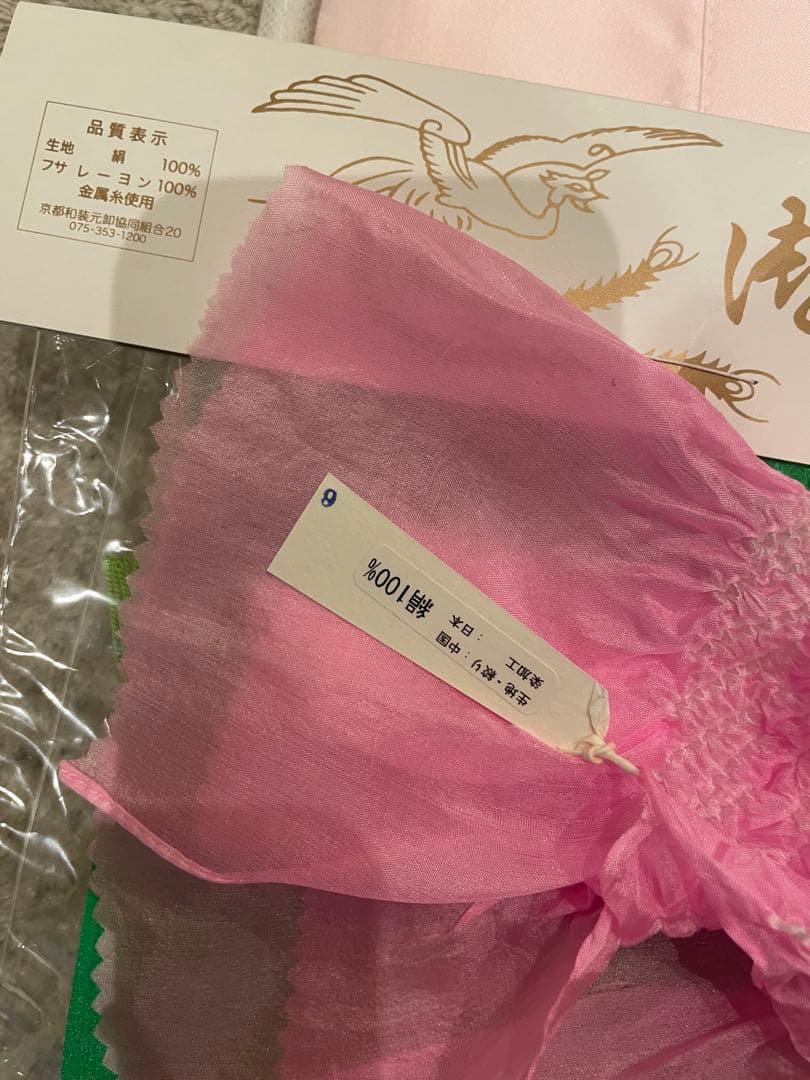 品質表示
生地 絹 100%
フサ レーヨン 100%
金属糸使用
京都和装元卸協同組合20
075-353-1200
8
生地・絞り：中国
染加工：日本
絹100%